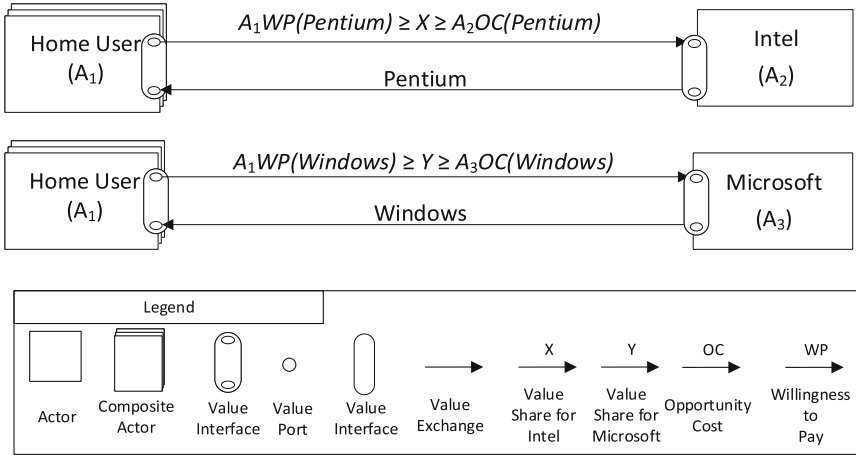 Home User
(A₁)
A₁WP(Pentium) ≥ X ≥ A₂OC(Pentium)
Pentium
Intel
(A₂)
Home User
(A₁)
A₁WP(Windows) ≥ Y ≥ A₃OC(Windows)
Windows
Microsoft
(A₃)
Legend
Actor
Composite
Actor
Value
Interface
Value
Port
Value
Interface
Value
Exchange
X
Value
Share for
Intel
Y
Value
Share for
Microsoft
OC
Opportunity
Cost
WP
Willingness
to
Pay